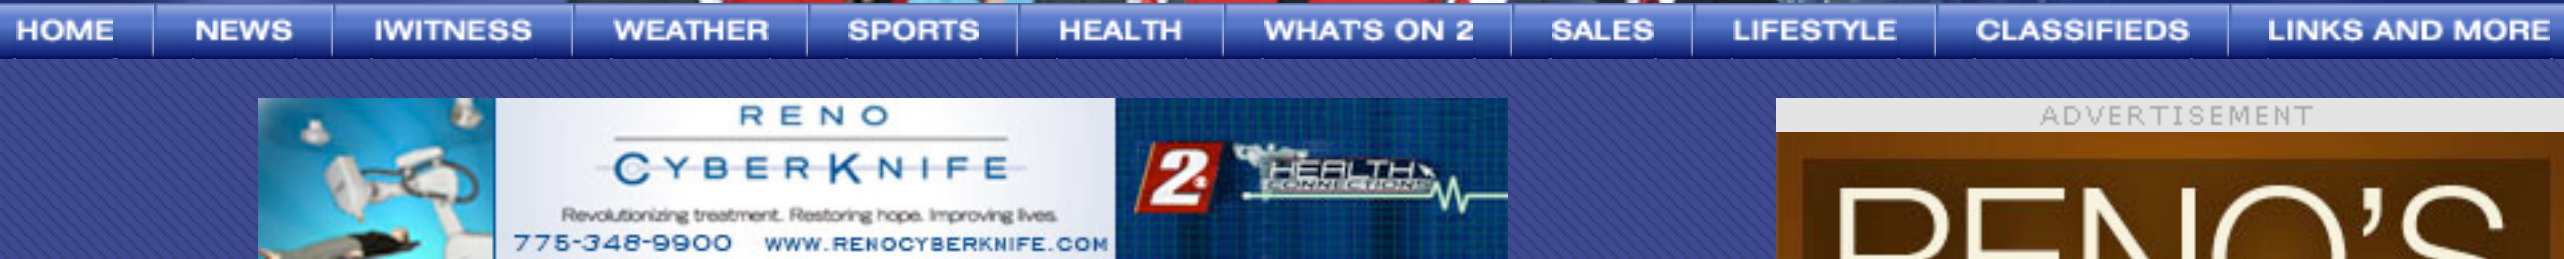 HOME NEWS IWITNESS WEATHER SPORTS HEALTH WHAT'S ON 2 SALES LIFESTYLE CLASSIFIEDS LINKS AND MORE
RENO
CYBERKNIFE
Revolutionizing treatment. Restoring hope. Improving lives.
775-348-9900 WWW.RENOCYBERKNIFE.COM
2
HEALTH
CONNECTIONS
ADVERTISEMENT
RENO'S